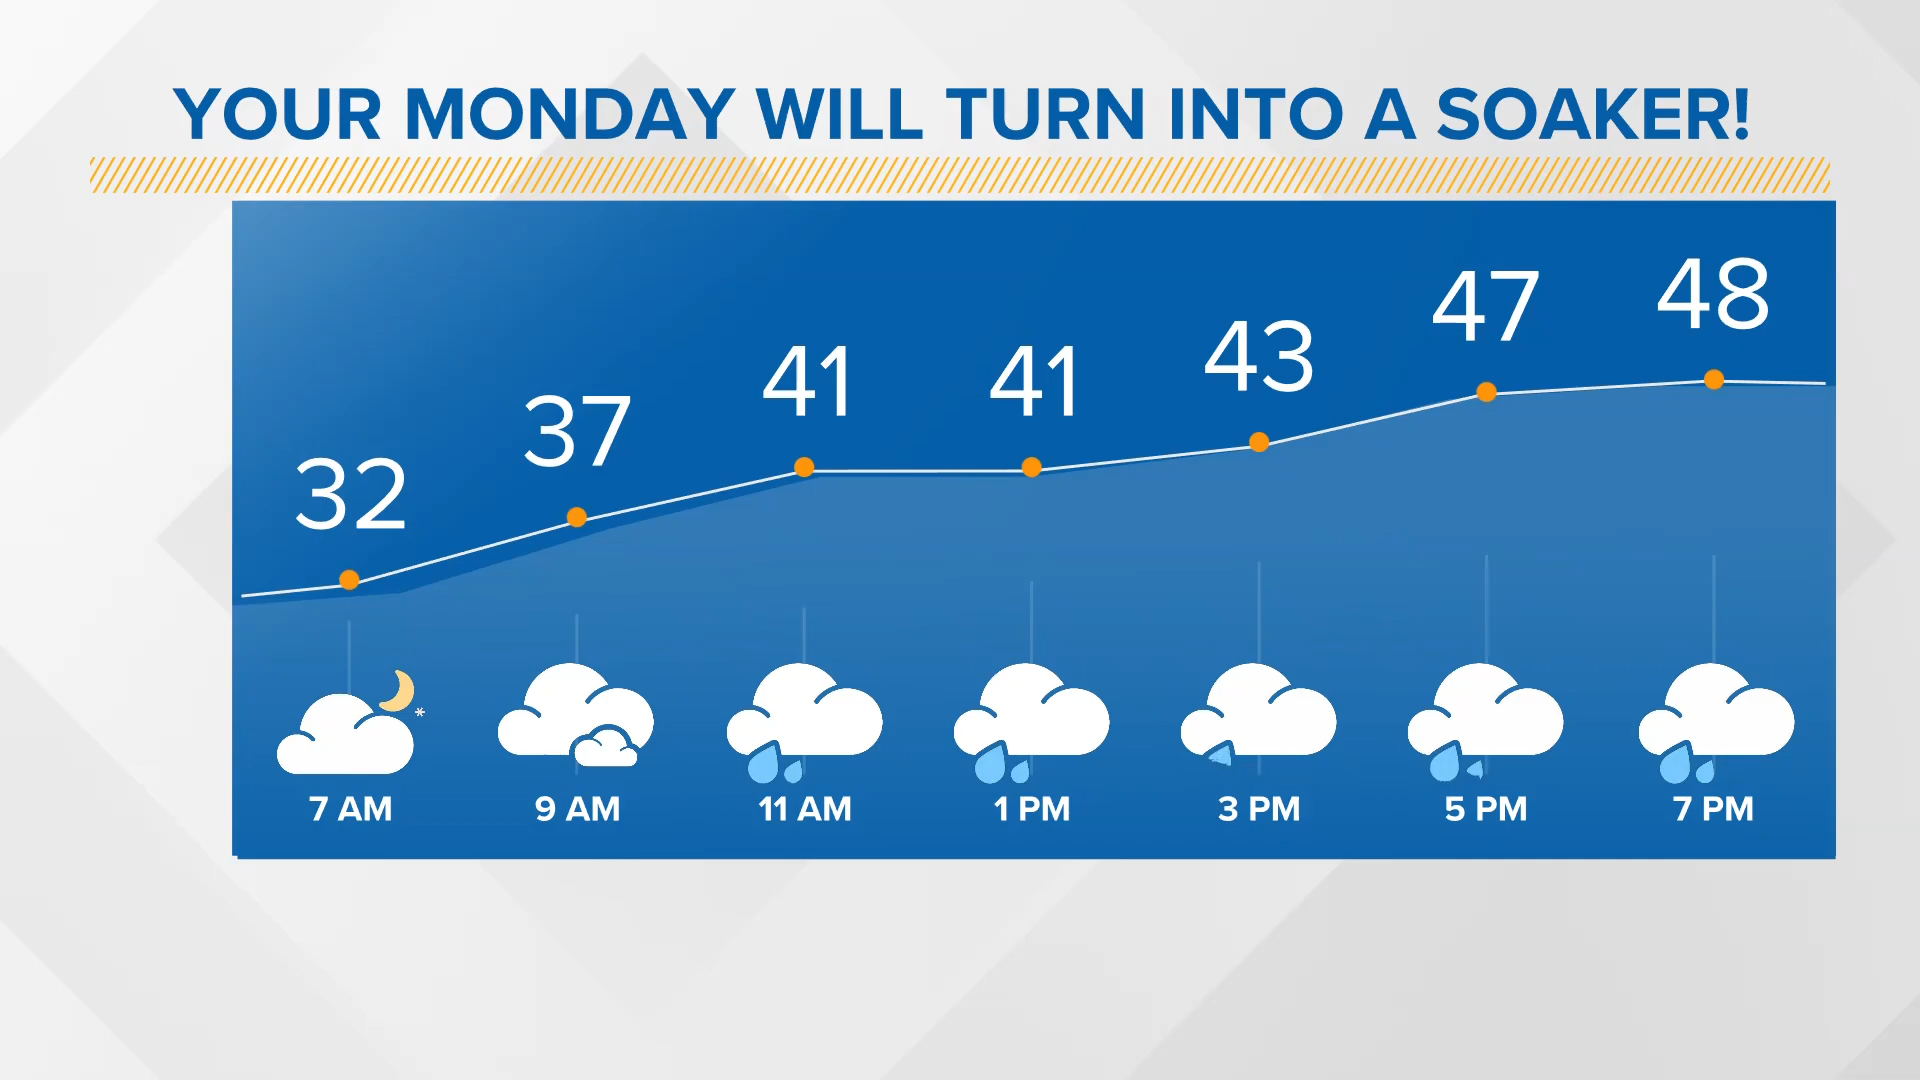 YOUR MONDAY WILL TURN INTO A SOAKER!
32 37 41 41 43 47 48
7 AM 9 AM 11 AM 1 PM 3 PM 5 PM 7 PM